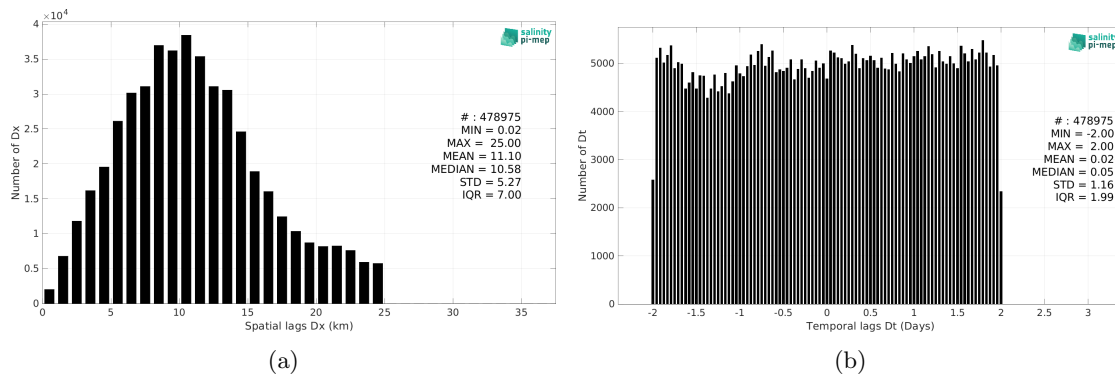 ×10⁴
4
3.5
3
2.5
2
1.5
1
0.5
0
Number of Dx
0 5 10 15 20 25 30 35
Spatial lags Dx (km)
salinity
pi-mep
# : 478975
MIN = 0.02
MAX = 25.00
MEAN = 11.10
MEDIAN = 10.58
STD = 5.27
IQR = 7.00
(a)
5000
4000
3000
2000
1000
0
Number of Dt
-2 -1.5 -1 -0.5 0 0.5 1 1.5 2 2.5 3
Temporal lags Dt (Days)
salinity
pi-mep
# : 478975
MIN = -2.00
MAX = 2.00
MEAN = 0.02
MEDIAN = 0.05
STD = 1.16
IQR = 1.99
(b)